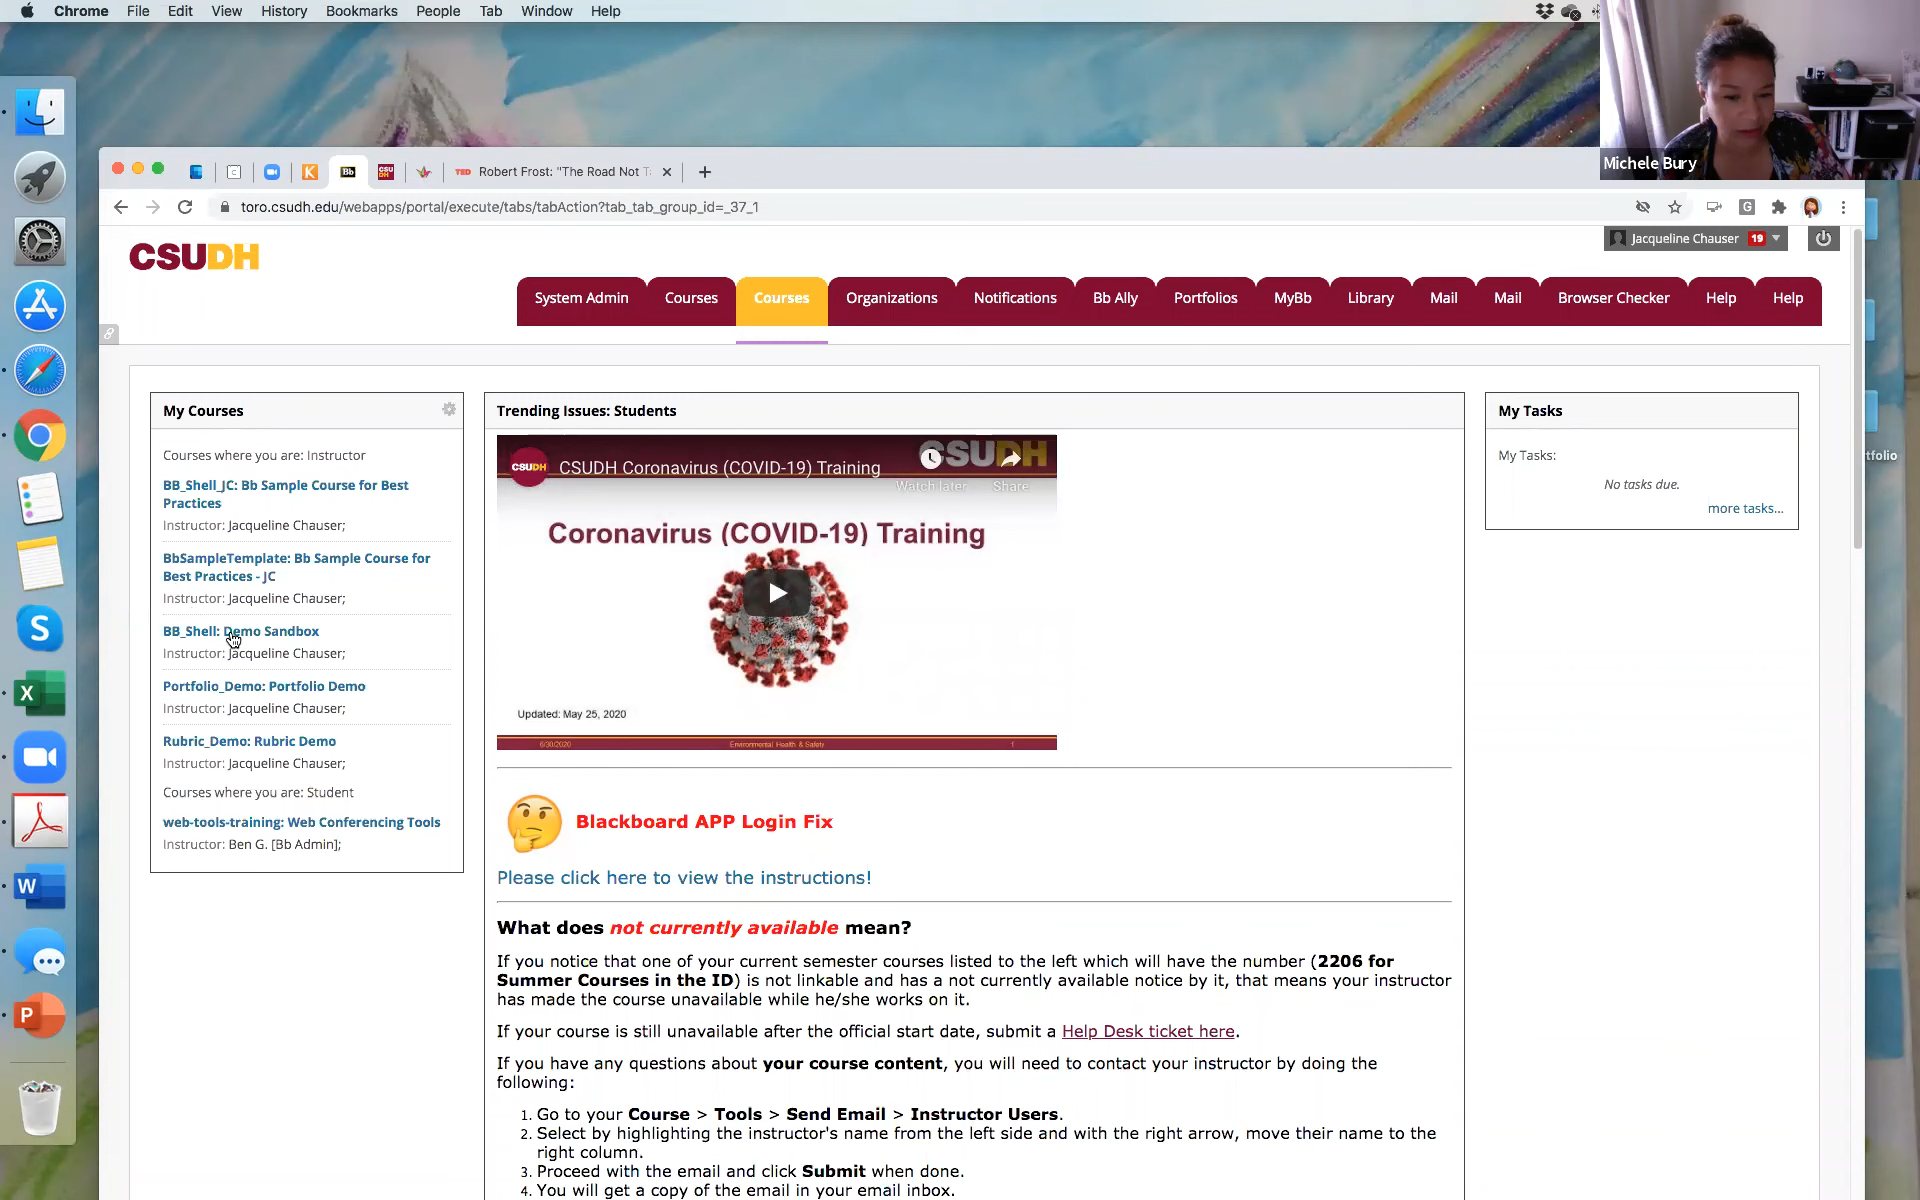 Chrome File Edit View History Bookmarks People Tab Window Help
Michele Bury
Bb
CSU DH
TED Robert Frost: "The Road Not T
toro.csudh.edu/webapps/portal/execute/tabs/tabAction?tab_tab_group_id=_37_1
Jacqueline Chauser 19
CSUDH
System Admin Courses Courses Organizations Notifications Bb Ally Portfolios MyBb Library Mail Mail Browser Checker Help Help
My Courses
Courses where you are: Instructor
BB_Shell_JC: Bb Sample Course for Best
Practices
Instructor: Jacqueline Chauser;
BbSampleTemplate: Bb Sample Course for
Best Practices - JC
Instructor: Jacqueline Chauser;
BB_Shell: Demo Sandbox
Instructor: Jacqueline Chauser;
Portfolio_Demo: Portfolio Demo
Instructor: Jacqueline Chauser;
Rubric_Demo: Rubric Demo
Instructor: Jacqueline Chauser;
Courses where you are: Student
web-tools-training: Web Conferencing Tools
Instructor: Ben G. [Bb Admin];
Trending Issues: Students
CSUDH CSUDH Coronavirus (COVID-19) Training
CSUDH
Watch later Share
Coronavirus (COVID-19) Training
Updated: May 25, 2020
6/30/2020 Environmental Health & Safety 1
Blackboard APP Login Fix
Please click here to view the instructions!
What does not currently available mean?
If you notice that one of your current semester courses listed to the left which will have the number (2206 for
Summer Courses in the ID) is not linkable and has a not currently available notice by it, that means your instructor
has made the course unavailable while he/she works on it.
If your course is still unavailable after the official start date, submit a Help Desk ticket here.
If you have any questions about your course content, you will need to contact your instructor by doing the
following:
1. Go to your Course > Tools > Send Email > Instructor Users.
2. Select by highlighting the instructor's name from the left side and with the right arrow, move their name to the
right column.
3. Proceed with the email and click Submit when done.
4. You will get a copy of the email in your email inbox.
My Tasks
My Tasks:
No tasks due.
more tasks...
tfolio